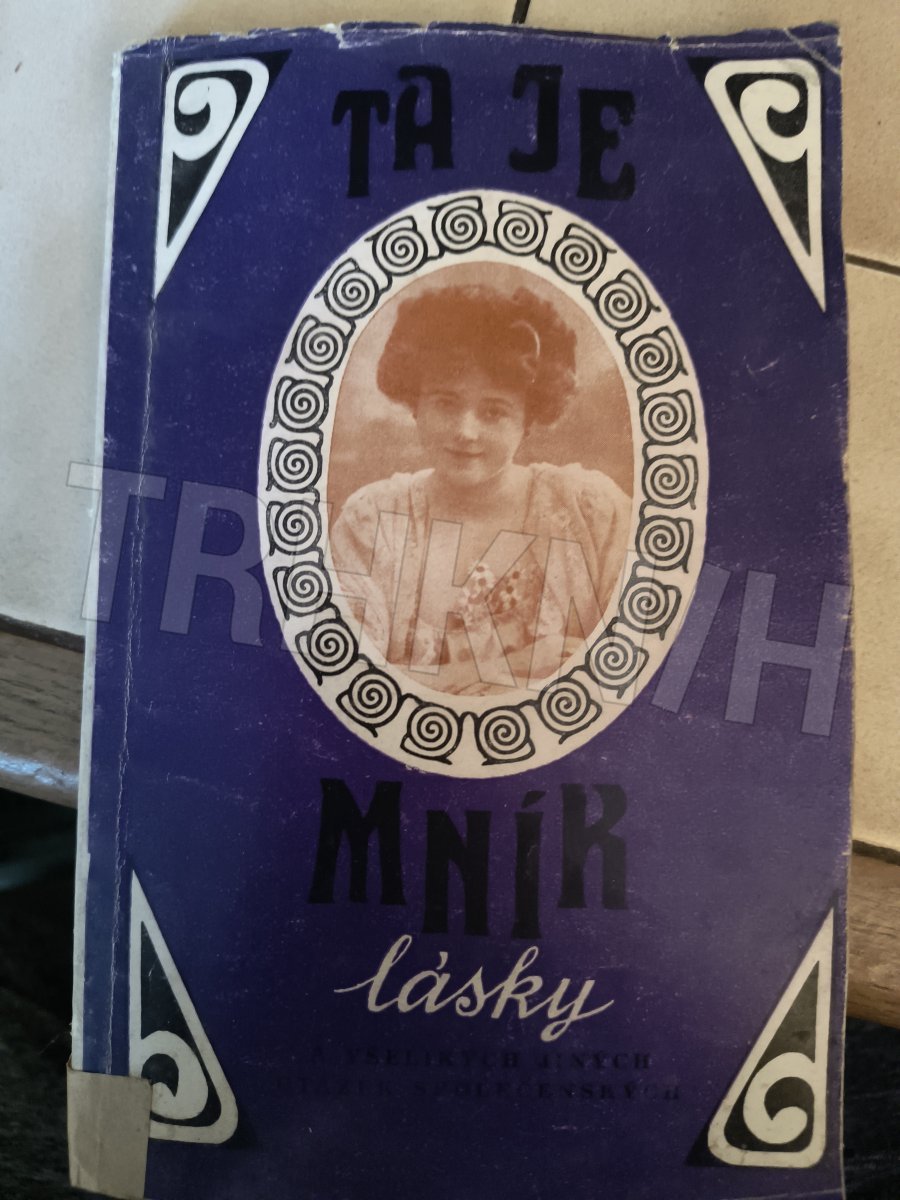 TA JE
MNÍK
lásky
A VŠELIKÝCH JINÝCH
OTÁZEK SPOLEČENSKÝCH
TRHKNIH